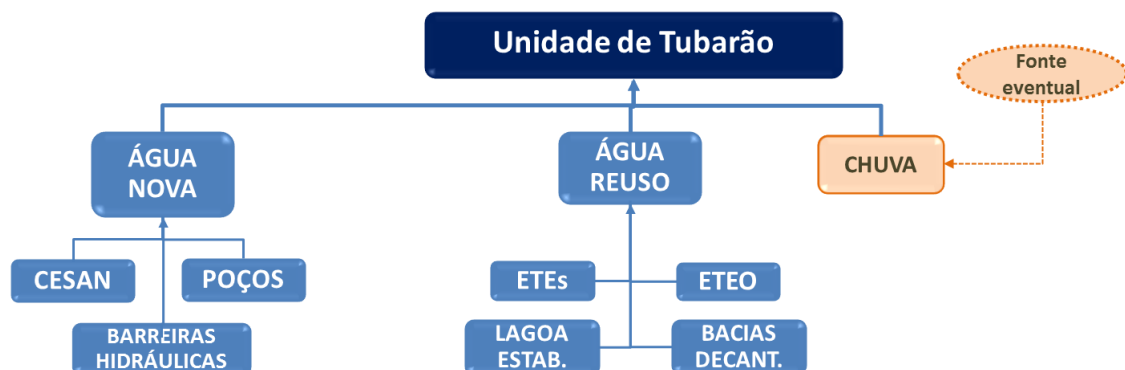 Unidade de Tubarão
Fonte
eventual
ÁGUA
NOVA
ÁGUA
REUSO
CHUVA
CESAN
POÇOS
ETEs
ETEO
BARREIRAS
HIDRÁULICAS
LAGOA
ESTAB.
BACIAS
DECANT.